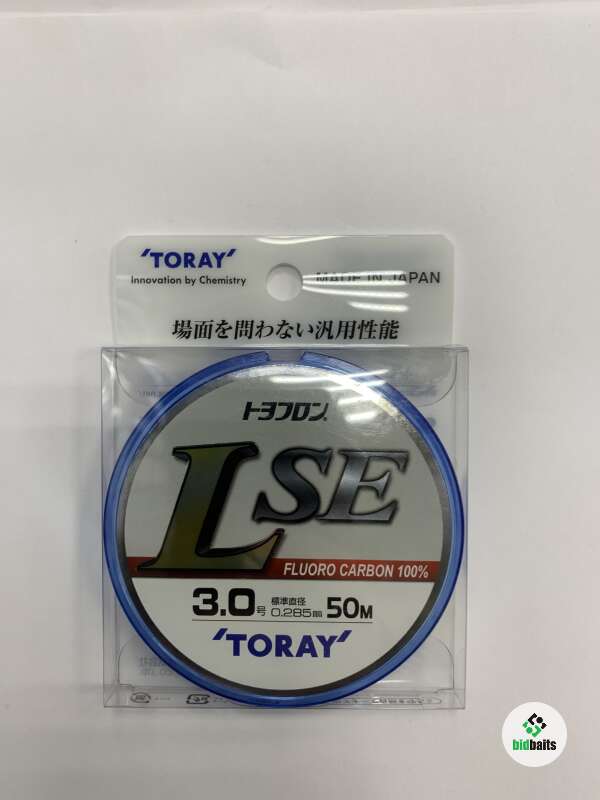 'TORAY'
Innovation by Chemistry
MADE IN JAPAN
場面を問わない汎用性能
トヨフロン®
LSE
FLUORO CARBON 100%
3.0号 標準直径 0.285mm 50M
'TORAY'
bidbaits